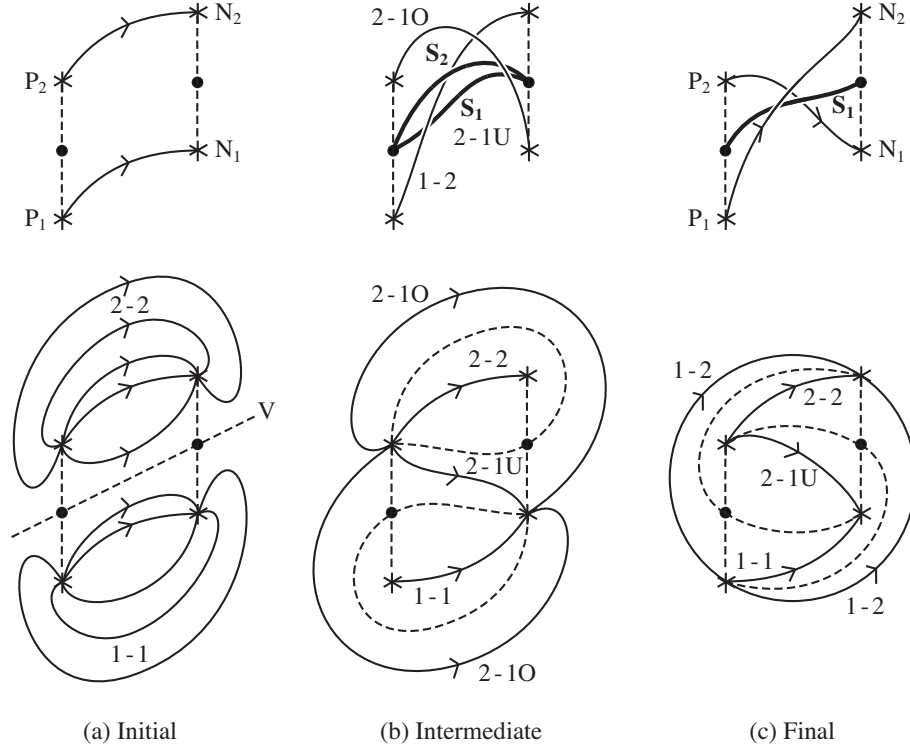 N₂
P₂
N₁
P₁
2-1O
S₂
S₁
2-1U
1-2
N₂
P₂
S₁
N₁
P₁
2-2
V
1-1
2-1O
2-2
2-1U
1-1
2-1O
1-2
2-2
2-1U
1-1
1-2
(a) Initial
(b) Intermediate
(c) Final